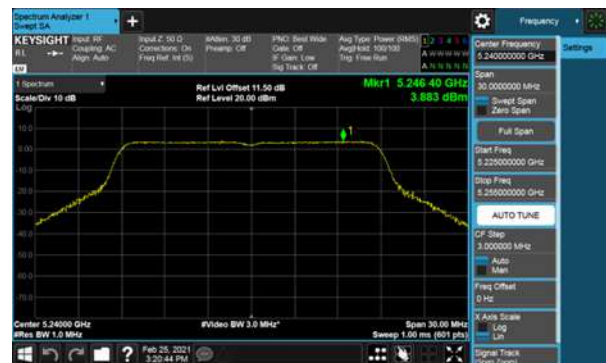 Spectrum Analyzer 1
Swept SA
+
Frequency
KEYSIGHT
Input: RF
Input Z: 50 Ω
#Atten: 30 dB
PNO: Best Wide
Avg Type: Power (RMS)
1 2 3 4 5 6
R L
Coupling: AC
Corrections: On
Preamp: Off
Gate: Off
Avg|Hold: 100/100
A W W W W W
Align: Auto
Freq Ref: Int (S)
IF Gain: Low
Trig: Free Run
Sig Track: Off
A N N N N N
LXI
Center Frequency
5.240000000 GHz
Settings
Span
30.0000000 MHz
Swept Span
Zero Span
Full Span
Start Freq
5.225000000 GHz
Stop Freq
5.255000000 GHz
AUTO TUNE
CF Step
3.000000 MHz
Auto
Man
Freq Offset
0 Hz
X Axis Scale
Log
Lin
Signal Track
(Span Zoom)
1 Spectrum
Ref Lvl Offset 11.50 dB
Mkr1 5.246 40 GHz
Scale/Div 10 dB
Ref Level 20.00 dBm
3.883 dBm
Log
10.0
0.00
1
-10.0
-20.0
-30.0
-40.0
-50.0
-60.0
-70.0
Center 5.24000 GHz
#Video BW 3.0 MHz*
Span 30.00 MHz
#Res BW 1.0 MHz
Sweep 1.00 ms (601 pts)
?
Feb 25, 2021
3:20:44 PM